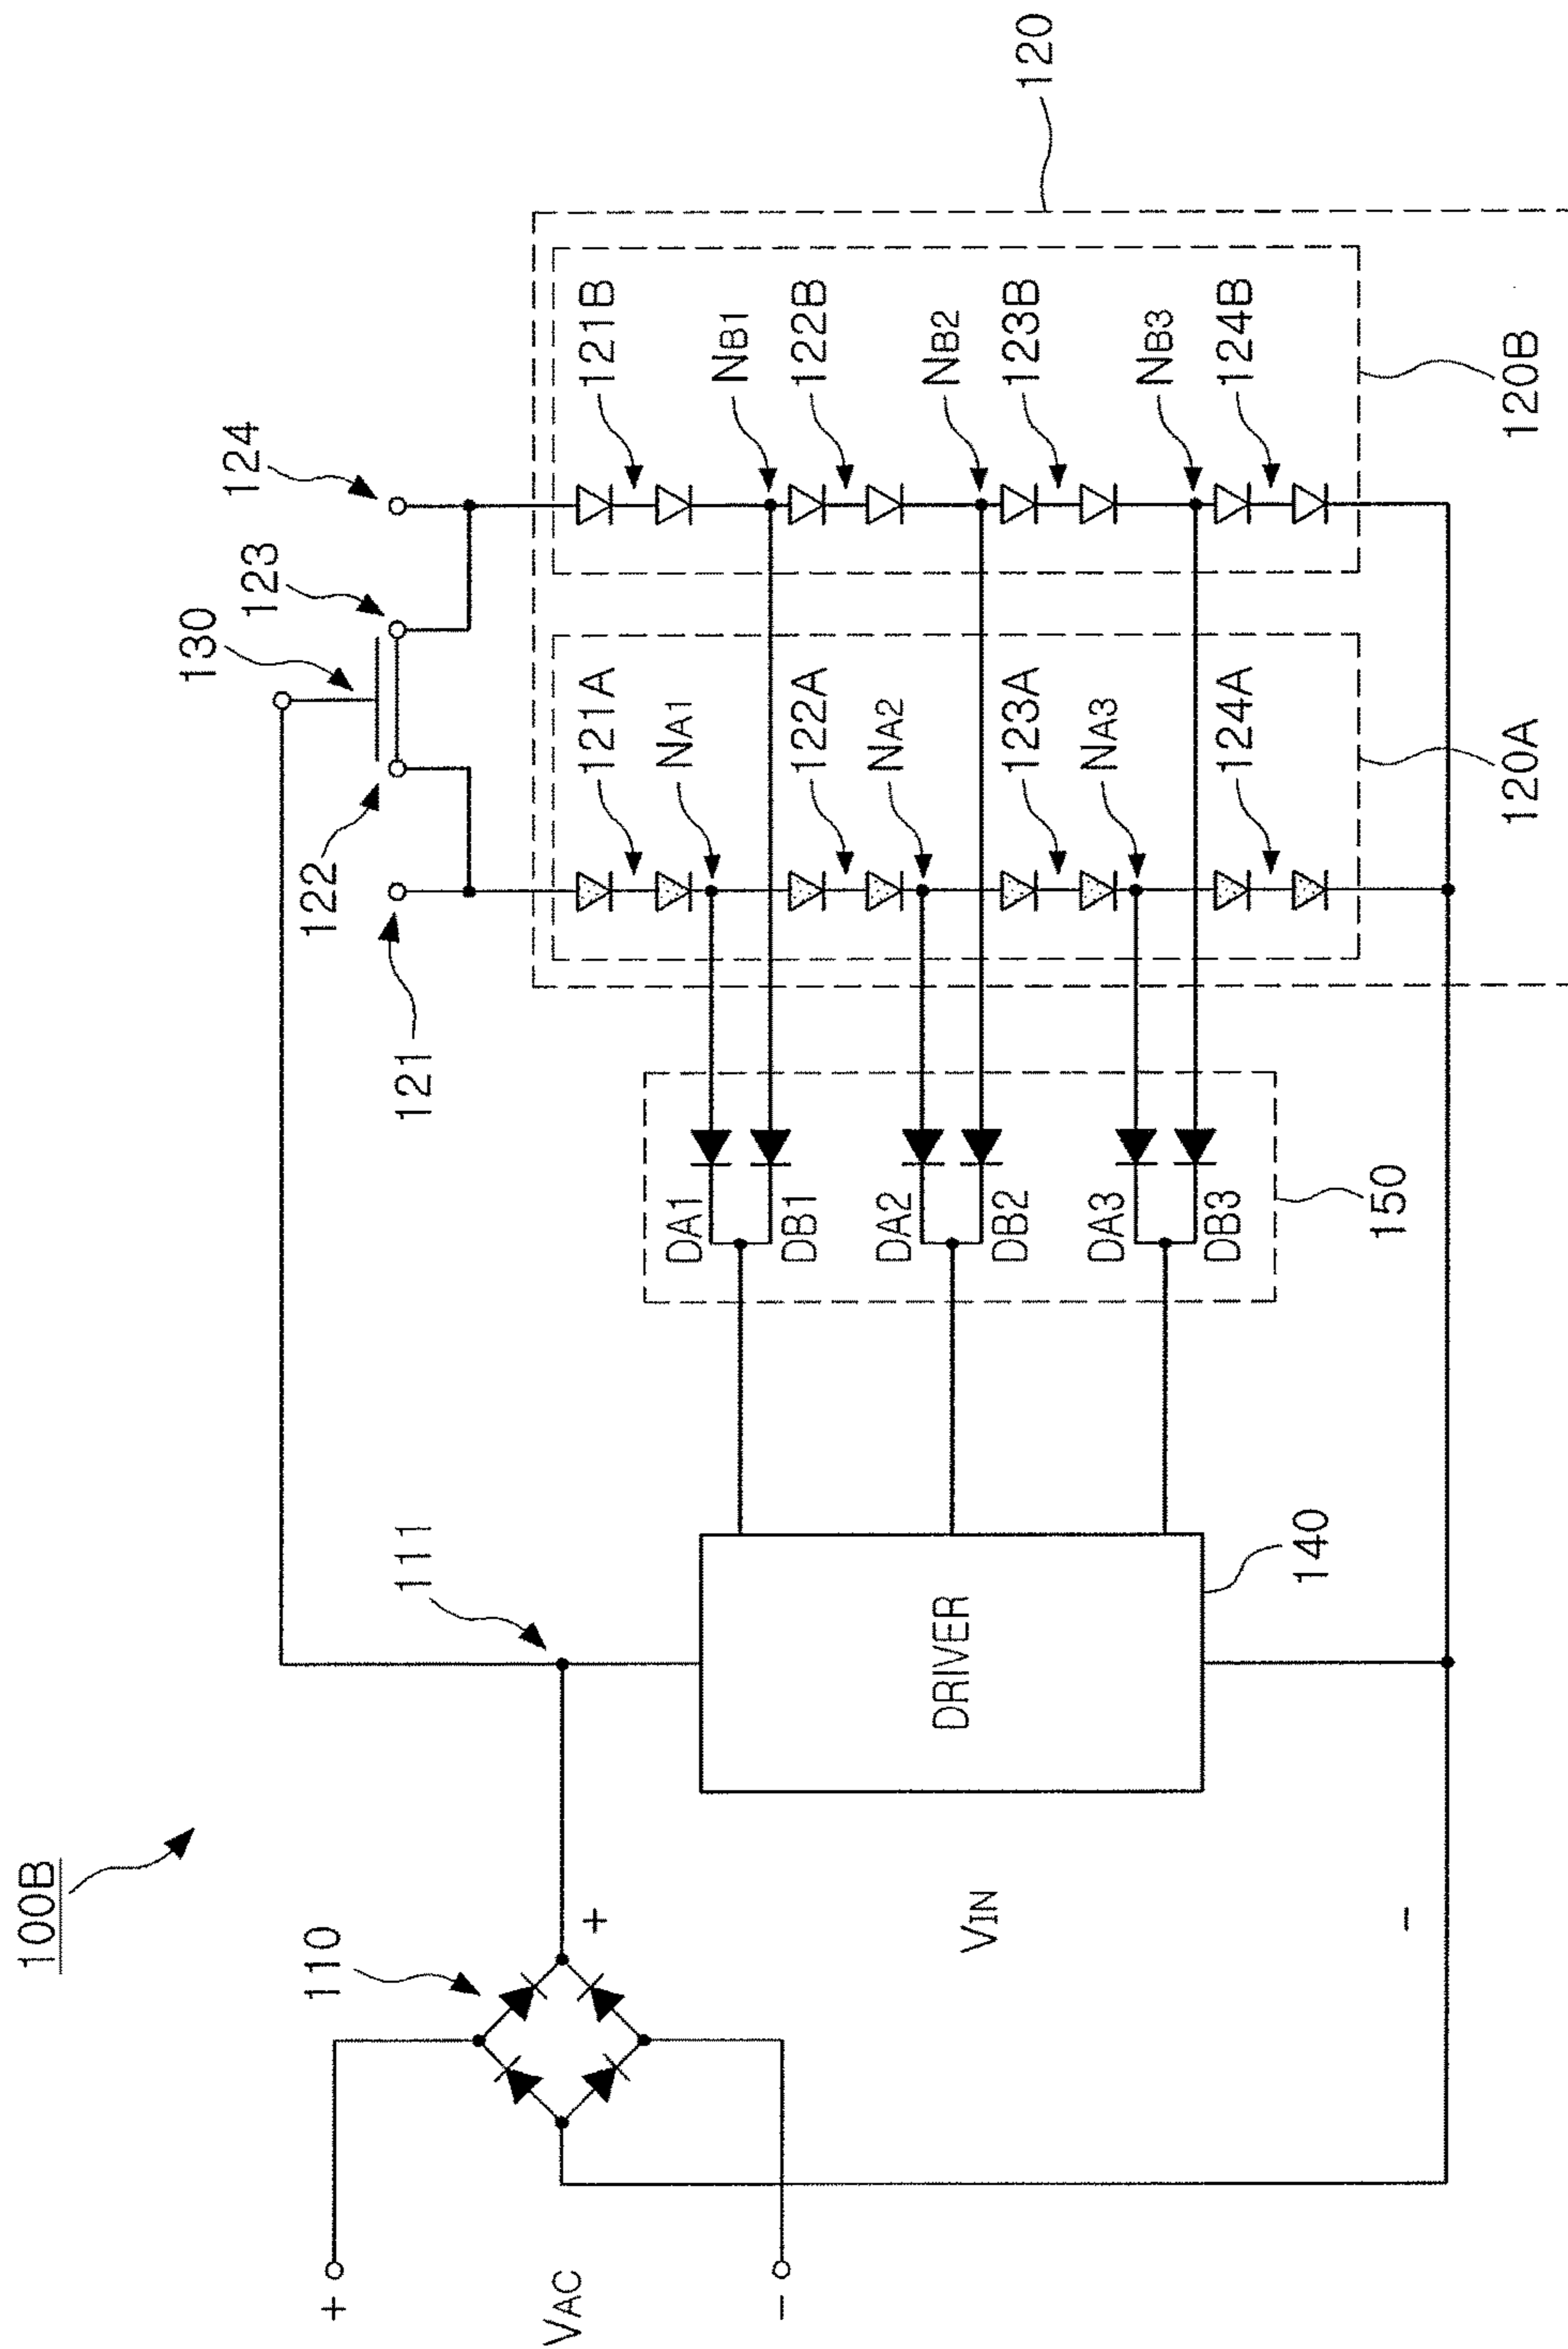 100B
130
123
124
122
121
111
110
+
−
VAC
+
VIN
−
DRIVER
140
DA1
DB1
DA2
DB2
DA3
DB3
150
121A
NA1
122A
NA2
123A
NA3
124A
120A
121B
NB1
122B
NB2
123B
NB3
124B
120B
120